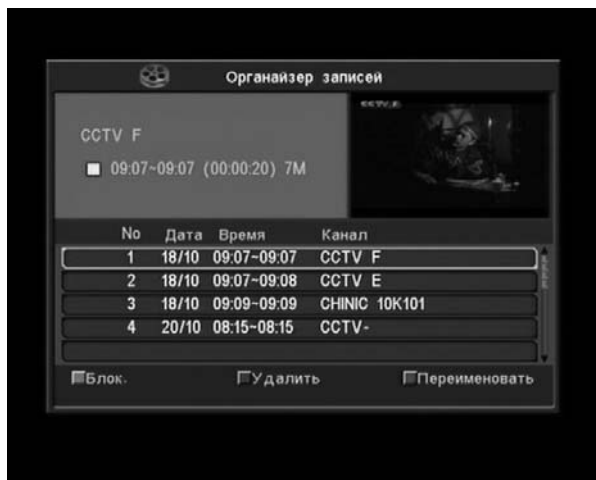 Органайзер записей
CCTV F
09:07~09:07 (00:00:20) 7M
No Дата Время Канал
1 18/10 09:07~09:07 CCTV F
2 18/10 09:07~09:08 CCTV E
3 18/10 09:09~09:09 CHINIC 10K101
4 20/10 08:15~08:15 CCTV-
Блок. Удалить Переименовать